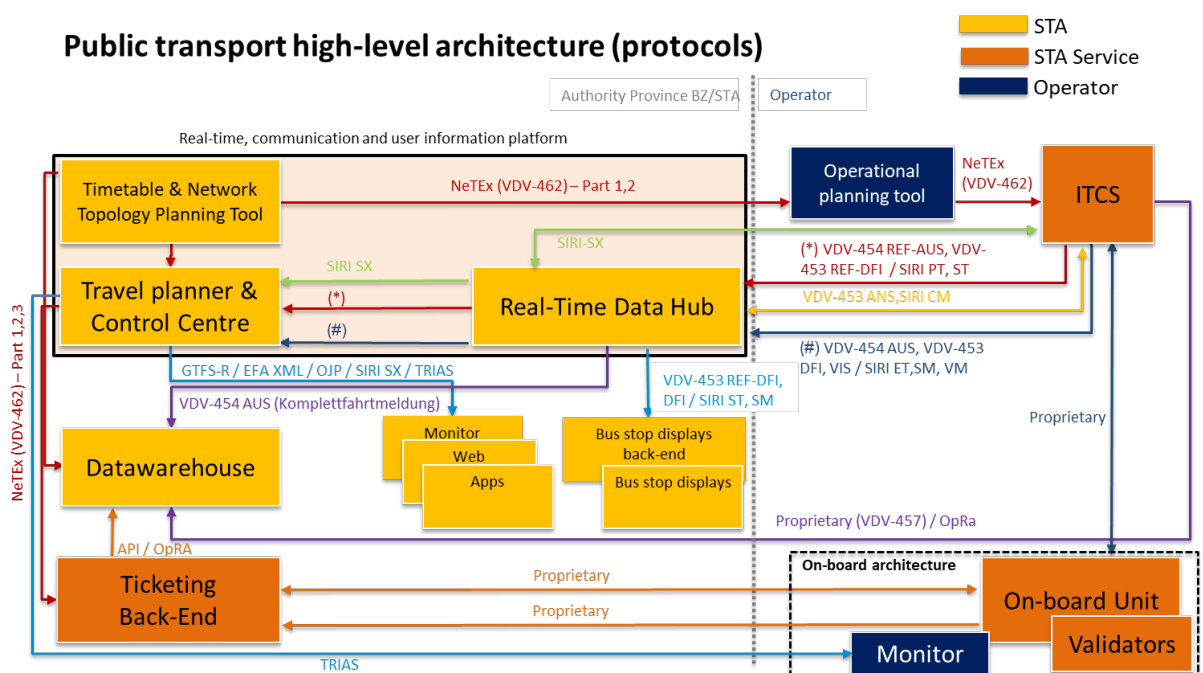 Public transport high-level architecture (protocols)
STA
STA Service
Operator
Authority Province BZ/STA
Operator
Real-time, communication and user information platform
Timetable & Network
Topology Planning Tool
NeTEx (VDV-462) – Part 1,2
Operational
planning tool
NeTEx
(VDV-462)
ITCS
SIRI-SX
(*) VDV-454 REF-AUS, VDV-
453 REF-DFI / SIRI PT, ST
SIRI SX
Travel planner &
Control Centre
(*)
(#)
Real-Time Data Hub
VDV-453 ANS,SIRI CM
(#) VDV-454 AUS, VDV-453
DFI, VIS / SIRI ET,SM, VM
NeTEx (VDV-462) – Part 1,2,3
GTFS-R / EFA XML / OJP / SIRI SX / TRIAS
VDV-454 AUS (Komplettfahrtmeldung)
VDV-453 REF-DFI,
DFI / SIRI ST, SM
Proprietary
Monitor
Web
Apps
Bus stop displays
back-end
Bus stop displays
Datawarehouse
Proprietary (VDV-457) / OpRa
API / OpRA
On-board architecture
Ticketing
Back-End
Proprietary
Proprietary
On-board Unit
Validators
Monitor
TRIAS